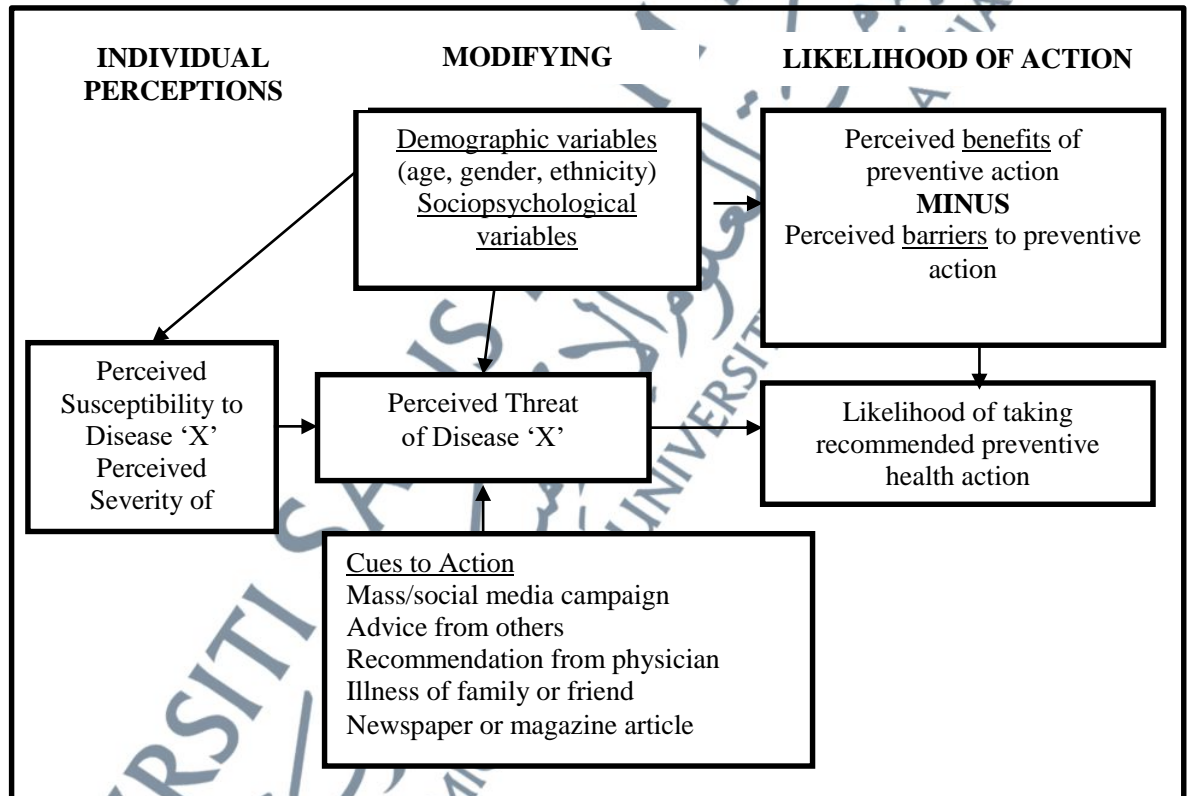 INDIVIDUAL
PERCEPTIONS
MODIFYING
LIKELIHOOD OF ACTION
Demographic variables
(age, gender, ethnicity)
Sociopsychological
variables
Perceived benefits of
preventive action
MINUS
Perceived barriers to preventive
action
Perceived
Susceptibility to
Disease ‘X’
Perceived
Severity of
Perceived Threat
of Disease ‘X’
Likelihood of taking
recommended preventive
health action
Cues to Action
Mass/social media campaign
Advice from others
Recommendation from physician
Illness of family or friend
Newspaper or magazine article